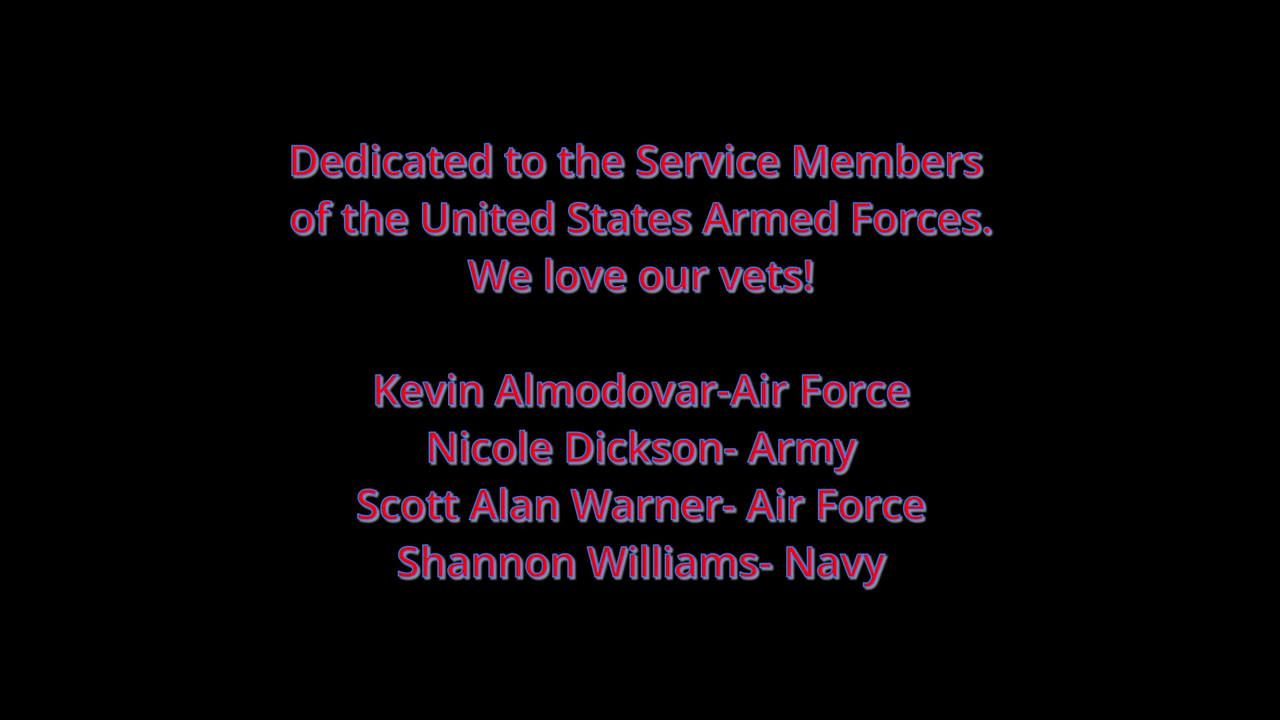 Dedicated to the Service Members
of the United States Armed Forces.
We love our vets!
Kevin Almodovar-Air Force
Nicole Dickson- Army
Scott Alan Warner- Air Force
Shannon Williams- Navy